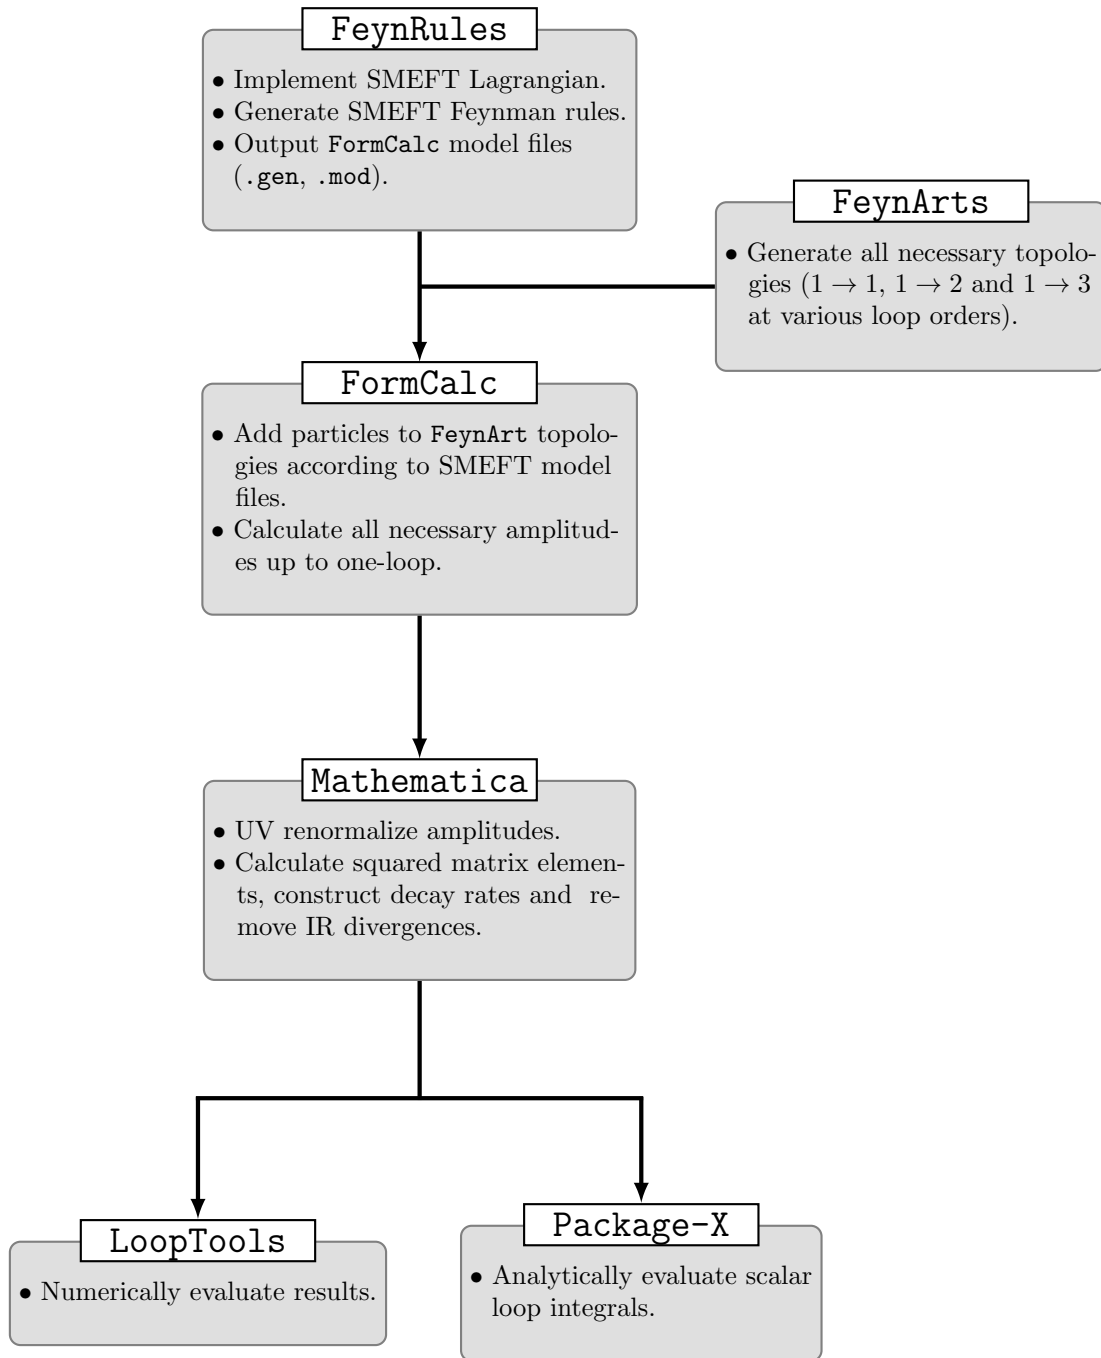 FeynRules
• Implement SMEFT Lagrangian.
• Generate SMEFT Feynman rules.
• Output FormCalc model files
(.gen, .mod).
FeynArts
• Generate all necessary topolo-
gies (1 → 1, 1 → 2 and 1 → 3
at various loop orders).
FormCalc
• Add particles to FeynArt topolo-
gies according to SMEFT model
files.
• Calculate all necessary amplitud-
es up to one-loop.
Mathematica
• UV renormalize amplitudes.
• Calculate squared matrix elemen-
ts, construct decay rates and re-
move IR divergences.
LoopTools
• Numerically evaluate results.
Package-X
• Analytically evaluate scalar
loop integrals.